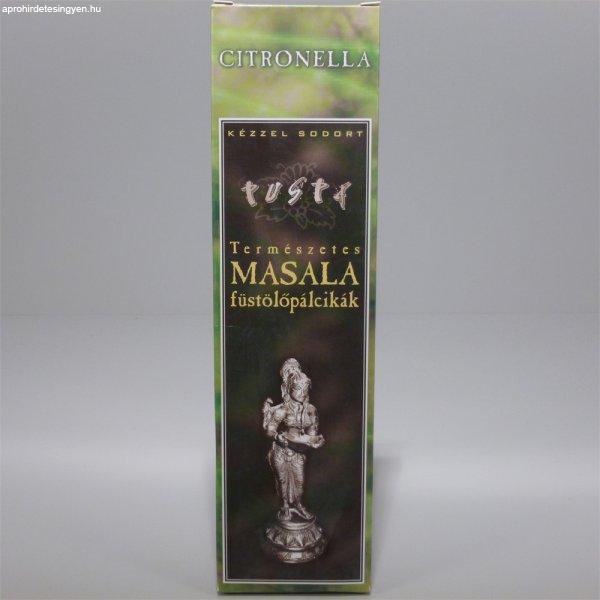 aprohirdetesingyen.hu
CITRONELLA
KÉZZEL SODORT
tusta
Természetes
MASALA
füstölőpálcikák